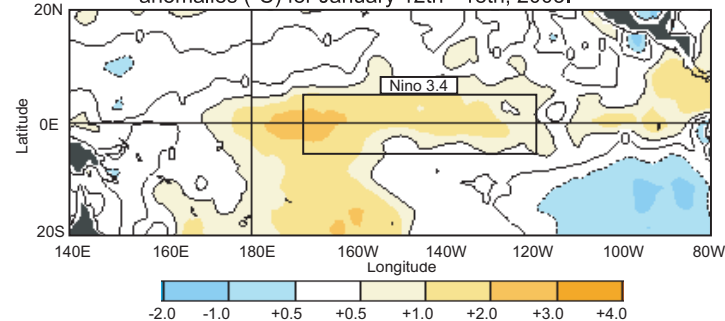 anomalies (°C) for January 12th - 18th, 2003.
20N
Nino 3.4
Latitude
0E
20S
140E 160E 180E 160W 140W 120W 100W 80W
Longitude
-2.0 -1.0 +0.5 +0.5 +1.0 +2.0 +3.0 +4.0